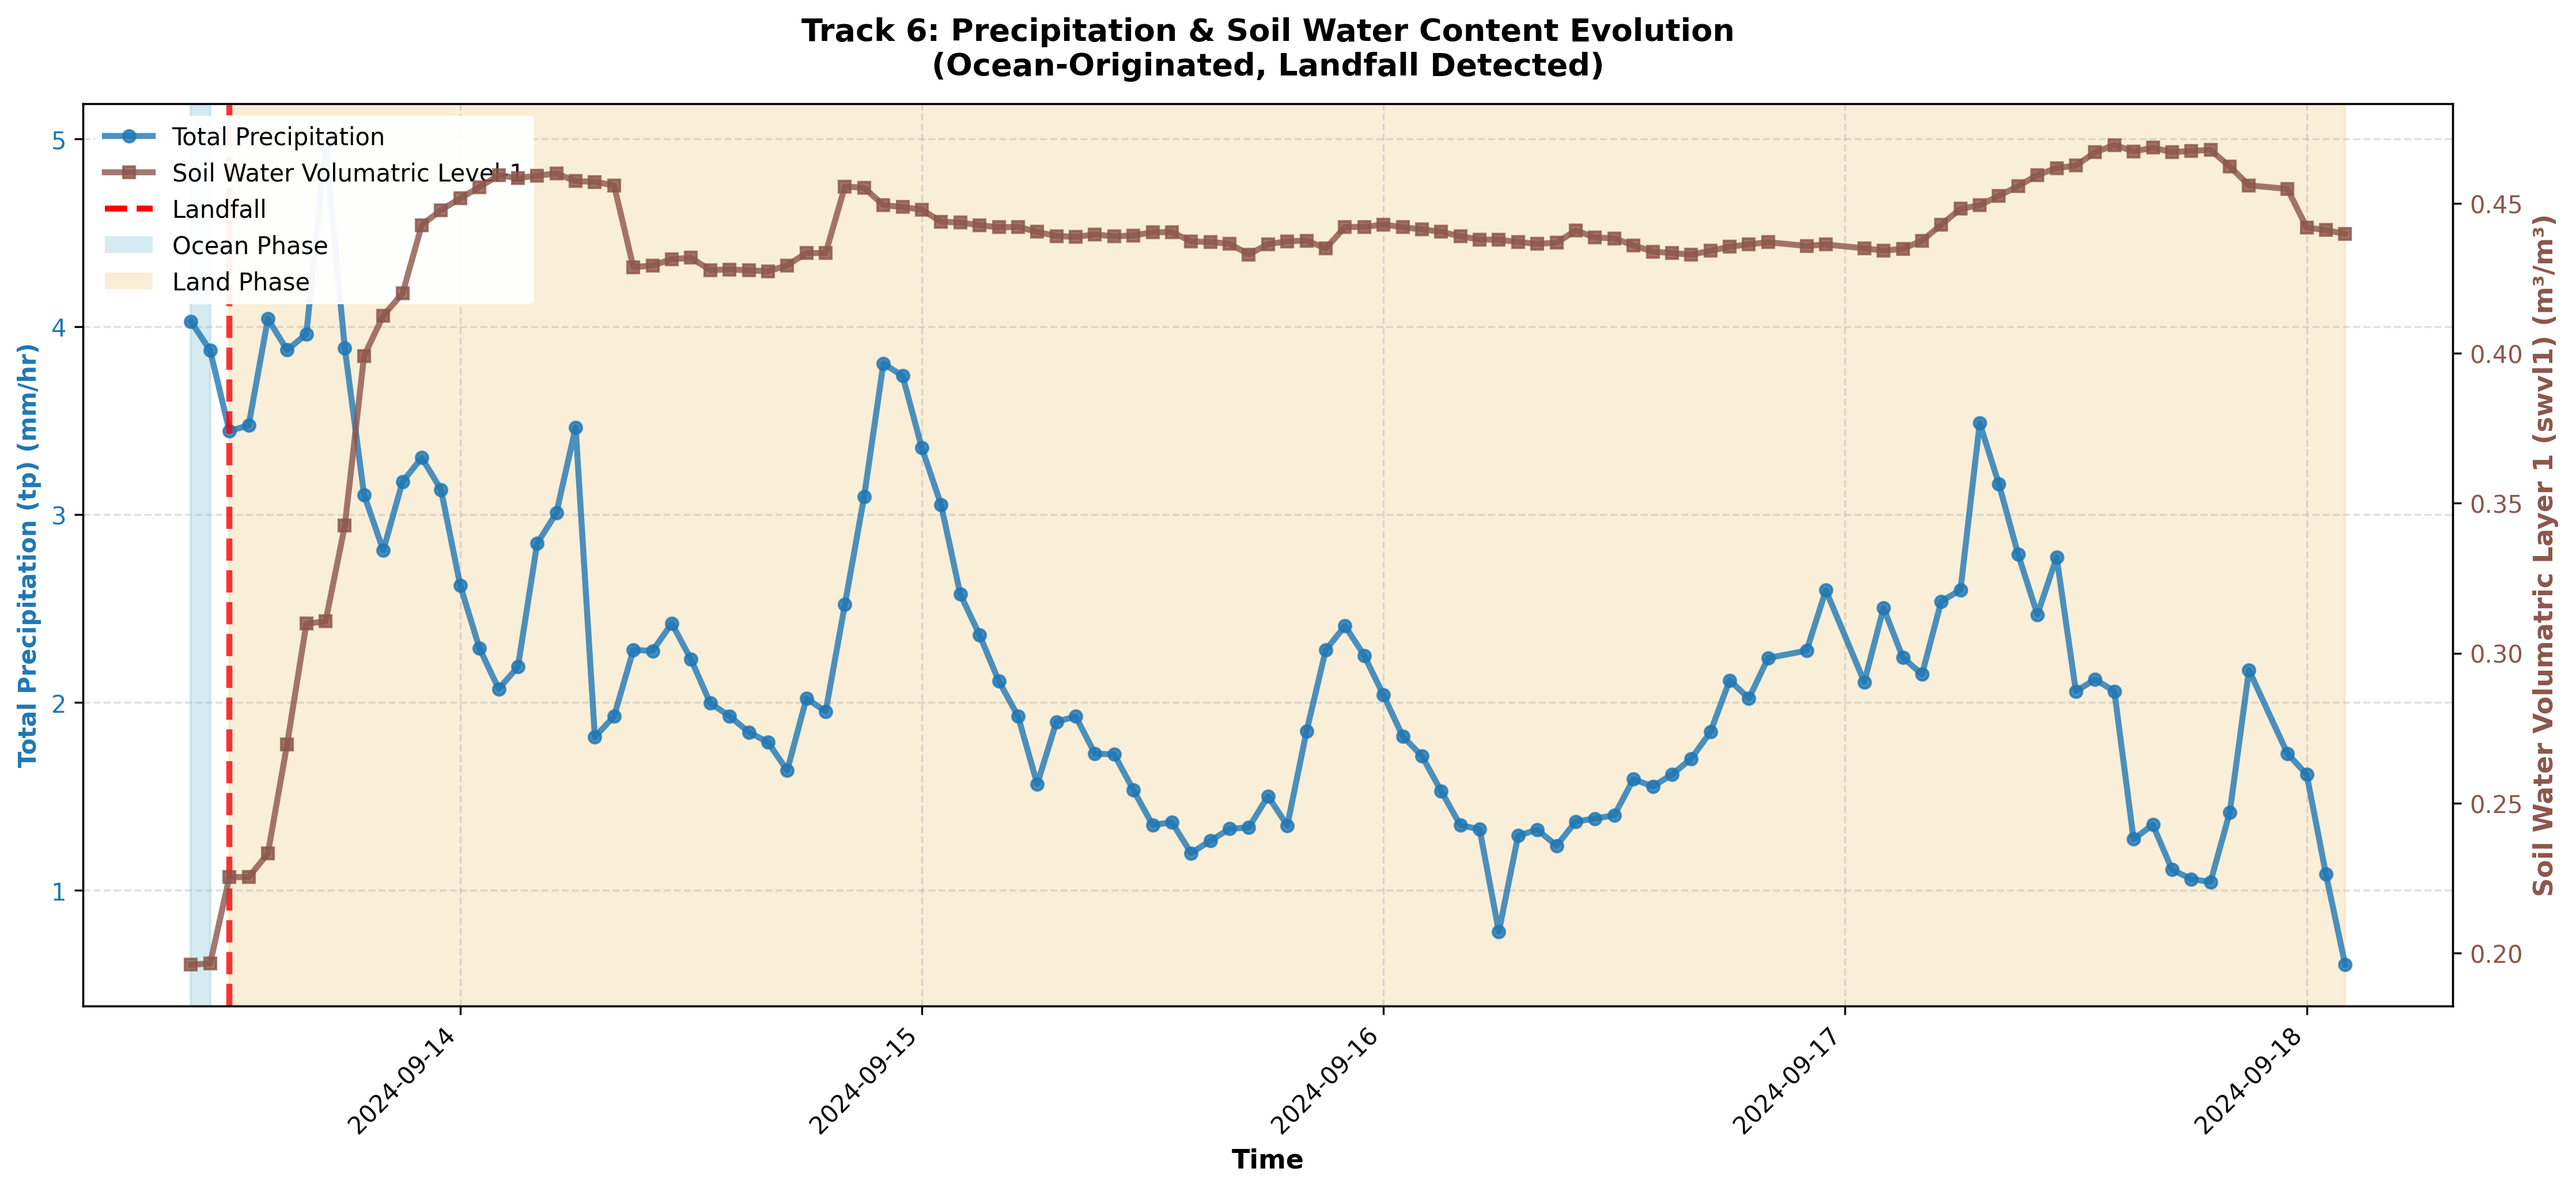 Track 6: Precipitation & Soil Water Content Evolution
(Ocean-Originated, Landfall Detected)
Total Precipitation
Soil Water Volumatric Level 1
Landfall
Ocean Phase
Land Phase
5
4
3
2
1
Total Precipitation (tp) (mm/hr)
0.45
0.40
0.35
0.30
0.25
0.20
Soil Water Volumatric Layer 1 (swvl1) (m³/m³)
2024-09-14
2024-09-15
2024-09-16
2024-09-17
2024-09-18
Time